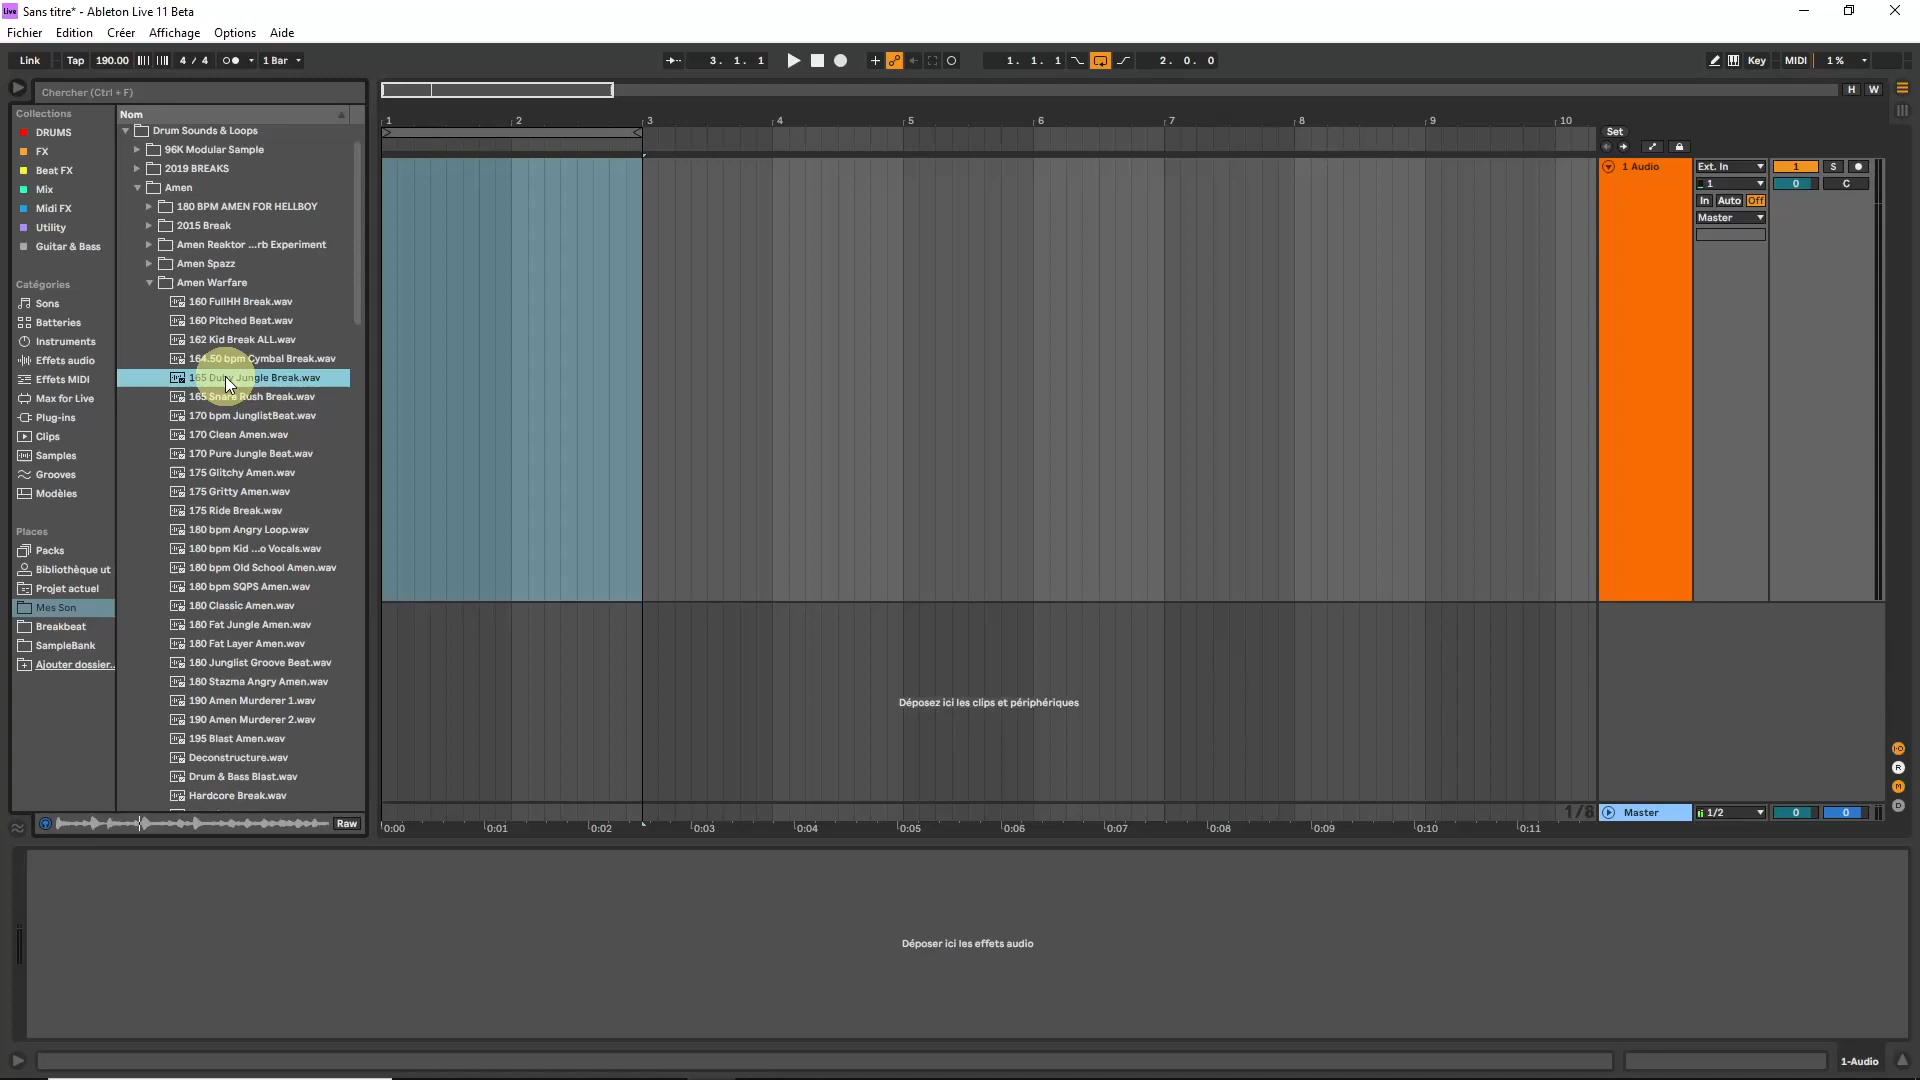 Live Sans titre* - Ableton Live 11 Beta
Fichier Edition Créer Affichage Options Aide
Link Tap 190.00 4 / 4 1 Bar 3. 1. 1 1. 1. 1 2. 0. 0 Key MIDI 1 %
Chercher (Ctrl + F)
H W
Collections
DRUMS
FX
Beat FX
Mix
Midi FX
Utility
Guitar & Bass
Catégories
Sons
Batteries
Instruments
Effets audio
Effets MIDI
Max for Live
Plug-ins
Clips
Samples
Grooves
Modèles
Places
Packs
Bibliothèque ut
Projet actuel
Mes Son
Breakbeat
SampleBank
Ajouter dossier..
Nom
Drum Sounds & Loops
96K Modular Sample
2019 BREAKS
Amen
180 BPM AMEN FOR HELLBOY
2015 Break
Amen Reaktor ...rb Experiment
Amen Spazz
Amen Warfare
160 FullHH Break.wav
160 Pitched Beat.wav
162 Kid Break ALL.wav
164.50 bpm Cymbal Break.wav
165 Duby Jungle Break.wav
165 Snare Rush Break.wav
170 bpm JunglistBeat.wav
170 Clean Amen.wav
170 Pure Jungle Beat.wav
175 Glitchy Amen.wav
175 Gritty Amen.wav
175 Ride Break.wav
180 bpm Angry Loop.wav
180 bpm Kid ...o Vocals.wav
180 bpm Old School Amen.wav
180 bpm SQPS Amen.wav
180 Classic Amen.wav
180 Fat Jungle Amen.wav
180 Fat Layer Amen.wav
180 Junglist Groove Beat.wav
180 Stazma Angry Amen.wav
190 Amen Murderer 1.wav
190 Amen Murderer 2.wav
195 Blast Amen.wav
Deconstructure.wav
Drum & Bass Blast.wav
Hardcore Break.wav
Raw
1 2 3 4 5 6 7 8 9 10
Set
1 Audio Ext. In 1 S
1 0 C
In Auto Off
Master
Déposez ici les clips et périphériques
R
M
D
1/8 Master 1/2 0 0
0:00 0:01 0:02 0:03 0:04 0:05 0:06 0:07 0:08 0:09 0:10 0:11
Déposer ici les effets audio
1-Audio